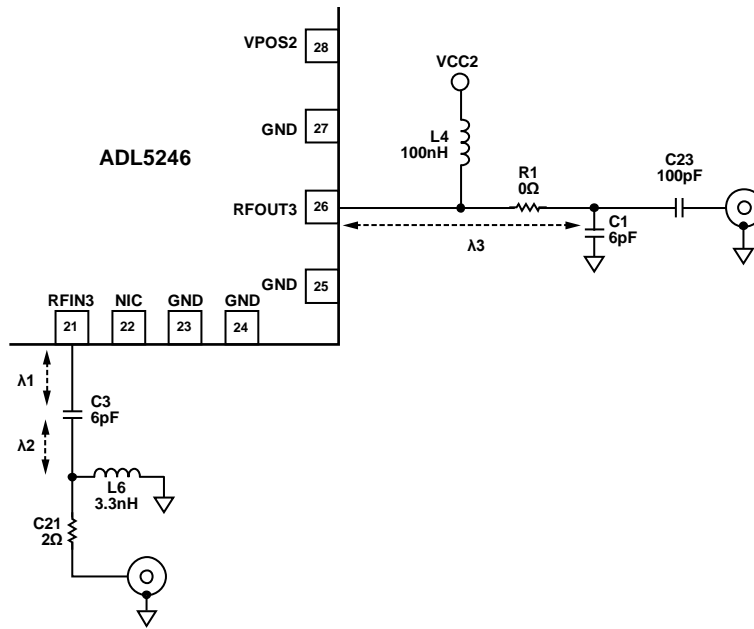 VPOS2
28
VCC2
GND
27
L4
100nH
ADL5246
R1
0Ω
C23
100pF
RFOUT3
26
C1
6pF
λ3
GND
25
RFIN3
NIC
GND
GND
21
22
23
24
λ1
C3
6pF
λ2
L6
3.3nH
C21
2Ω